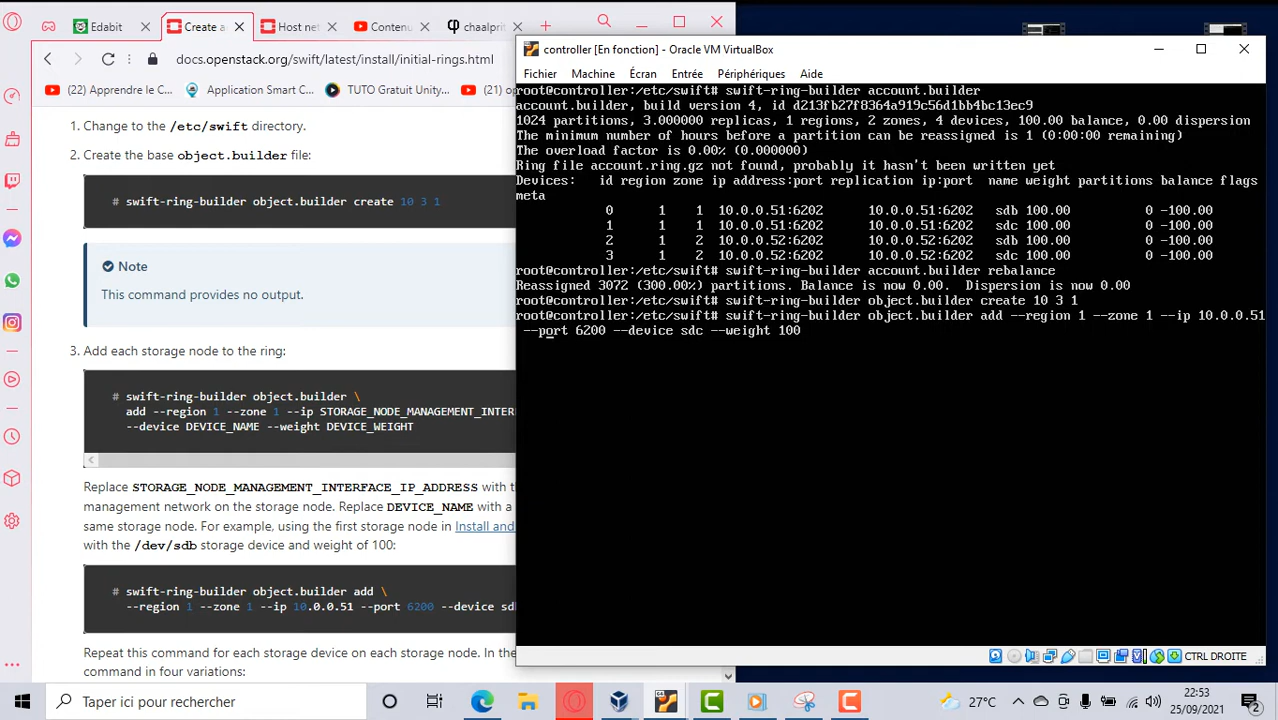 Edabit
Create a
Host net
Contenu
chaalprit
docs.openstack.org/swift/latest/install/initial-rings.html
(22) Apprendre le C...
Application Smart C...
TUTO Gratuit Unity...
(21) o
1. Change to the /etc/swift directory.
2. Create the base object.builder file:
# swift-ring-builder object.builder create 10 3 1
Note
This command provides no output.
3. Add each storage node to the ring:
# swift-ring-builder object.builder \
add --region 1 --zone 1 --ip STORAGE_NODE_MANAGEMENT_INTER
--device DEVICE_NAME --weight DEVICE_WEIGHT
Replace STORAGE_NODE_MANAGEMENT_INTERFACE_IP_ADDRESS with t
management network on the storage node. Replace DEVICE_NAME with a
same storage node. For example, using the first storage node in Install and
with the /dev/sdb storage device and weight of 100:
# swift-ring-builder object.builder add \
--region 1 --zone 1 --ip 10.0.0.51 --port 6200 --device sd
Repeat this command for each storage device on each storage node. In the
command in four variations:
controller [En fonction] - Oracle VM VirtualBox
Fichier Machine Écran Entrée Périphériques Aide
root@controller:/etc/swift# swift-ring-builder account.builder
account.builder, build version 4, id d213fb27f8364a919c56d1bb4bc13ec9
1024 partitions, 3.000000 replicas, 1 regions, 2 zones, 4 devices, 100.00 balance, 0.00 dispersion
The minimum number of hours before a partition can be reassigned is 1 (0:00:00 remaining)
The overload factor is 0.00% (0.000000)
Ring file account.ring.gz not found, probably it hasn't been written yet
Devices: id region zone ip address:port replication ip:port name weight partitions balance flags
meta
0 1 1 10.0.0.51:6202 10.0.0.51:6202 sdb 100.00 0 -100.00
1 1 1 10.0.0.51:6202 10.0.0.51:6202 sdc 100.00 0 -100.00
2 1 2 10.0.0.52:6202 10.0.0.52:6202 sdb 100.00 0 -100.00
3 1 2 10.0.0.52:6202 10.0.0.52:6202 sdc 100.00 0 -100.00
root@controller:/etc/swift# swift-ring-builder account.builder rebalance
Reassigned 3072 (300.00%) partitions. Balance is now 0.00. Dispersion is now 0.00
root@controller:/etc/swift# swift-ring-builder object.builder create 10 3 1
root@controller:/etc/swift# swift-ring-builder object.builder add --region 1 --zone 1 --ip 10.0.0.51
--port 6200 --device sdc --weight 100
CTRL DROITE
Taper ici pour rechercher
27°C
22:53
25/09/2021
2